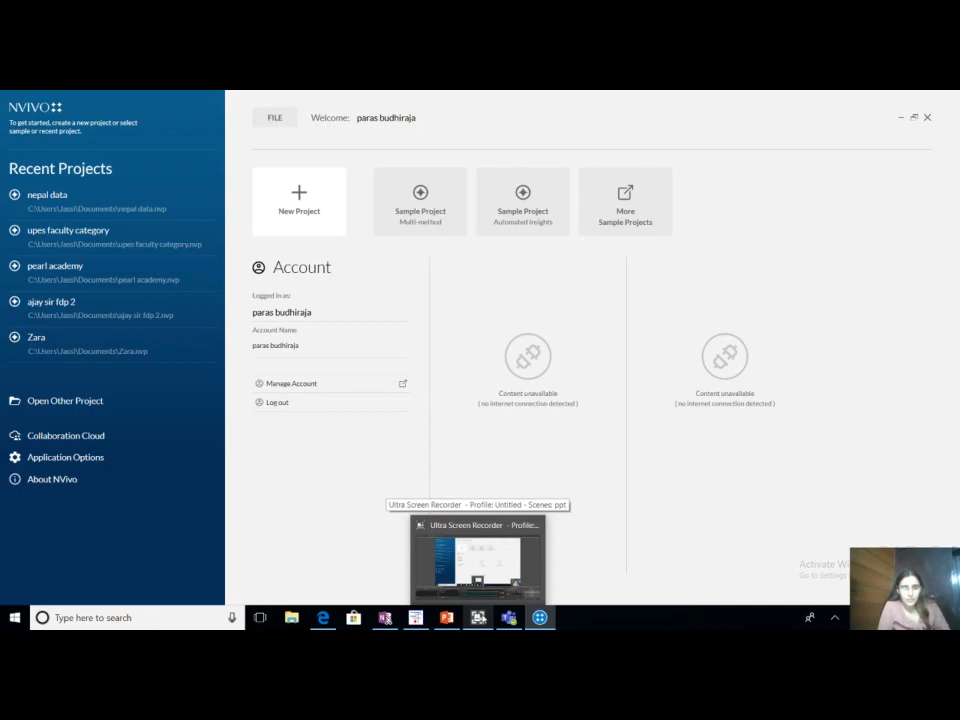 NVIVO
To get started, create a new project or select
sample or recent project.
Recent Projects
nepal data
C:\Users\Jassi\Documents\nepal data.nvp
upes faculty category
C:\Users\Jassi\Documents\upes faculty category.nvp
pearl academy
C:\Users\Jassi\Documents\pearl academy.nvp
ajay sir fdp 2
C:\Users\Jassi\Documents\ajay sir fdp 2.nvp
Zara
C:\Users\Jassi\Documents\Zara.nvp
Open Other Project
Collaboration Cloud
Application Options
About NVivo
FILE
Welcome: paras budhiraja
New Project
Sample Project
Multi-method
Sample Project
Automated Insights
More
Sample Projects
Account
Logged in as:
paras budhiraja
Account Name
paras budhiraja
Manage Account
Log out
Content unavailable
( no internet connection detected )
Content unavailable
( no internet connection detected )
Ultra Screen Recorder - Profile: Untitled - Scenes: ppt
Ultra Screen Recorder - Profile:...
Activate Wi
Go to Settings
Type here to search